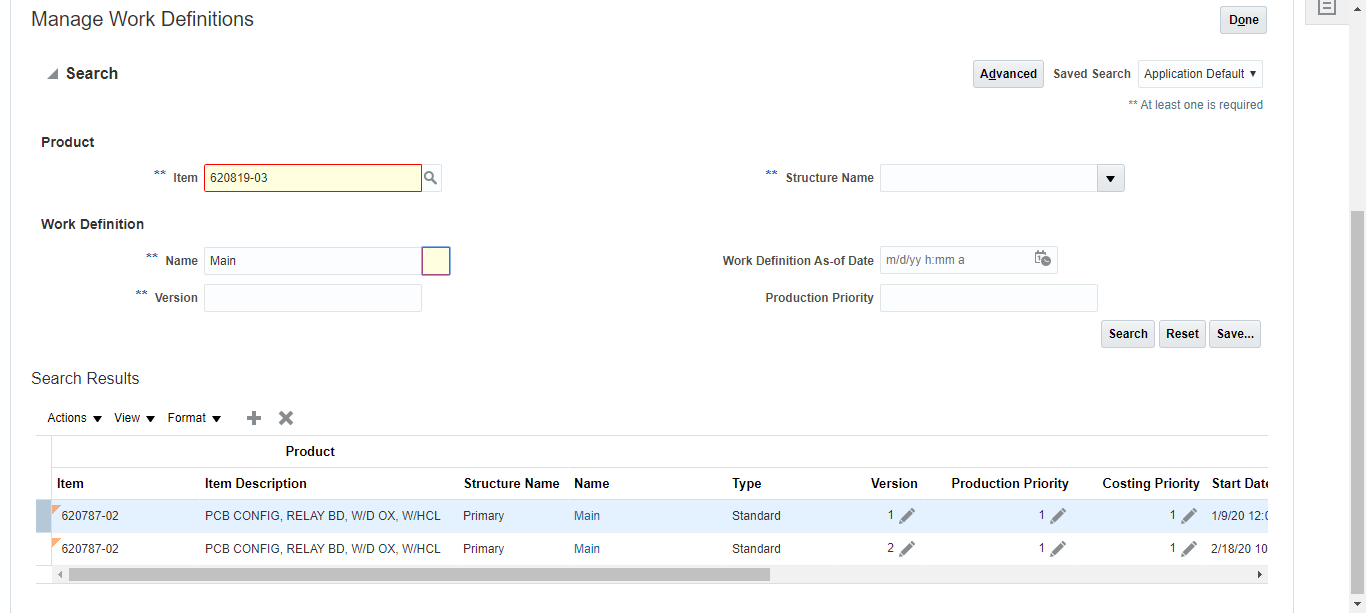 Manage Work Definitions
Done
Search
Advanced Saved Search Application Default
** At least one is required
Product
** Item 620819-03
** Structure Name
Work Definition
** Name Main
Work Definition As-of Date m/d/yy h:mm a
** Version
Production Priority
Search Reset Save...
Search Results
Actions View Format
Product
Item Item Description Structure Name Name Type Version Production Priority Costing Priority Start Date
620787-02 PCB CONFIG, RELAY BD, W/D OX, W/HCL Primary Main Standard 1 1 1 1/9/20 12:0
620787-02 PCB CONFIG, RELAY BD, W/D OX, W/HCL Primary Main Standard 2 1 1 2/18/20 10